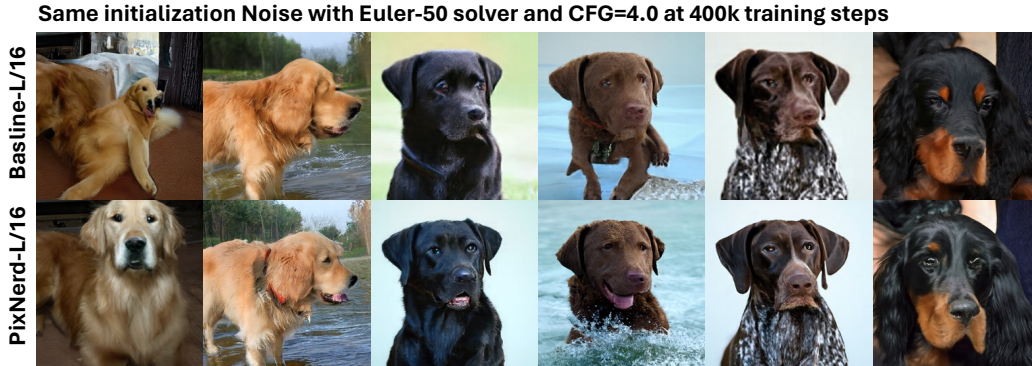 Same initialization Noise with Euler-50 solver and CFG=4.0 at 400k training steps
Basline-L/16
PixNerd-L/16